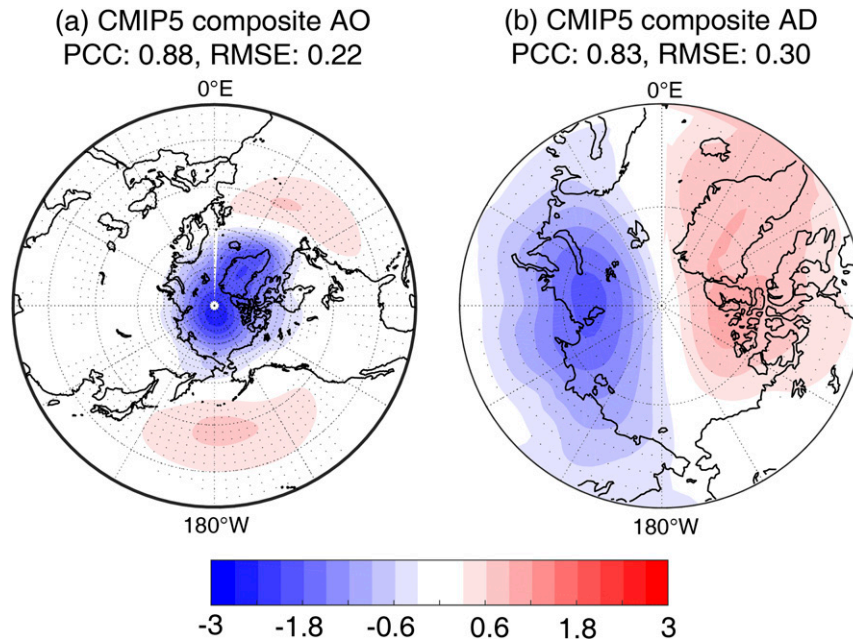 (a) CMIP5 composite AO
PCC: 0.88, RMSE: 0.22
0°E
180°W
(b) CMIP5 composite AD
PCC: 0.83, RMSE: 0.30
0°E
180°W
-3 -1.8 -0.6 0.6 1.8 3